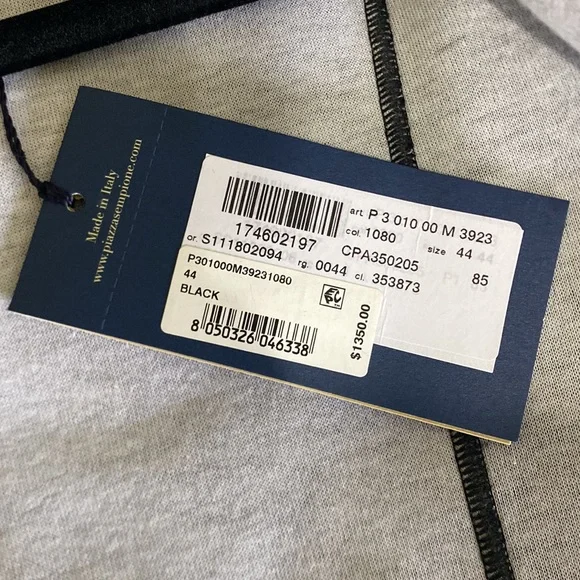 Made in Italy
www.piazzasempione.com
art. P 3 010 00 M 3923
174602197 col. 1080 size 44 44
or. S111802094 rg. 0044 CPA350205 cl. 353873 85
P301000M39231080
44
BLACK
8 050326 046338
$1350.00